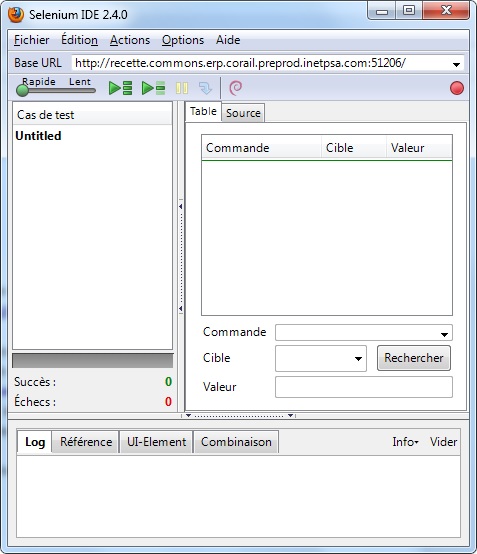 Selenium IDE 2.4.0
Fichier Édition Actions Options Aide
Base URL http://recette.commons.erp.corail.preprod.inetpsa.com:51206/
Rapide Lent
Cas de test
Untitled
Table Source
Commande Cible Valeur
Commande
Cible Rechercher
Valeur
Succès : 0
Échecs : 0
Log Référence UI-Element Combinaison Info Vider